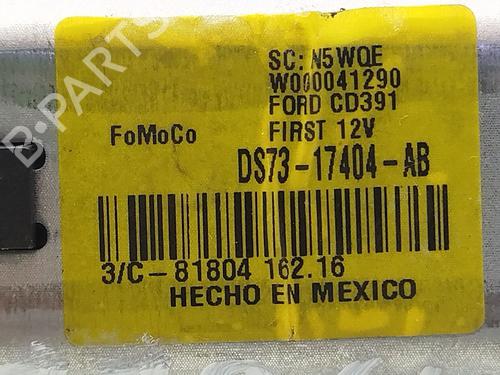 SC: N5WQE
W000041290
FORD CD391
FoMoCo FIRST 12V
DS73-17404-AB
3/C-81804 162.16
HECHO EN MEXICO
B-PARTS